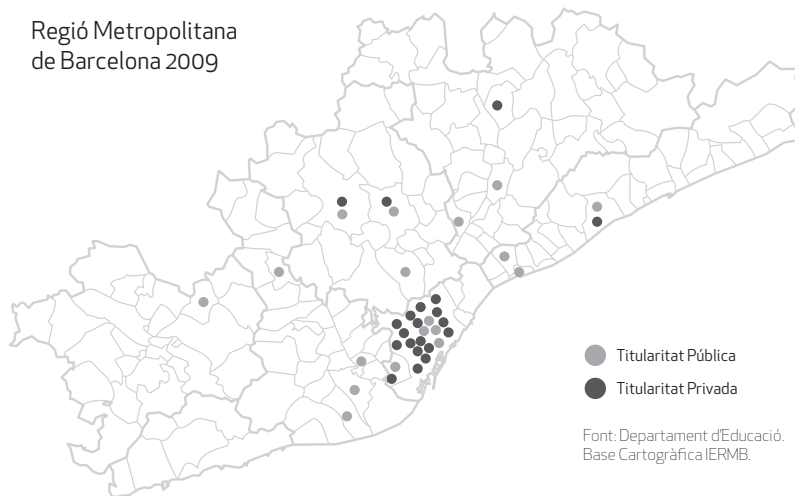 Regió Metropolitana
de Barcelona 2009
Titularitat Pública
Titularitat Privada
Font: Departament d'Educació.
Base Cartogràfica IERMB.